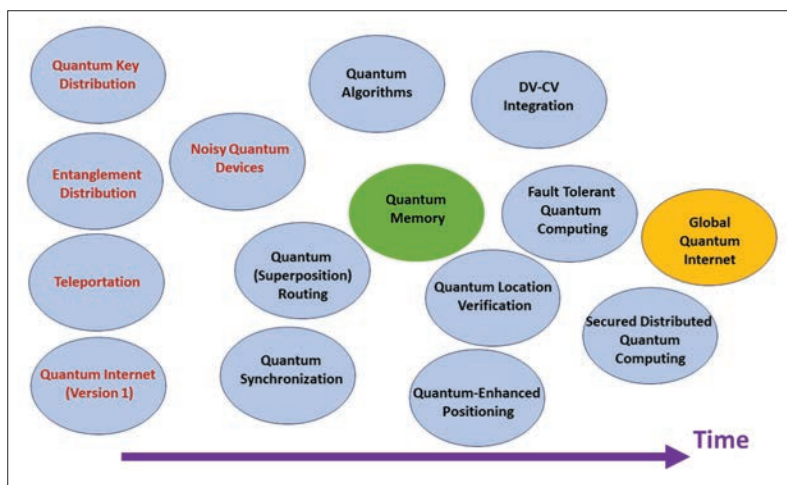 Quantum Key
Distribution
Quantum
Algorithms
DV-CV
Integration
Noisy Quantum
Devices
Entanglement
Distribution
Quantum
Memory
Fault Tolerant
Quantum
Computing
Global
Quantum
Internet
Teleportation
Quantum
(Superposition)
Routing
Quantum Location
Verification
Secured Distributed
Quantum
Computing
Quantum Internet
(Version 1)
Quantum
Synchronization
Quantum-Enhanced
Positioning
Time